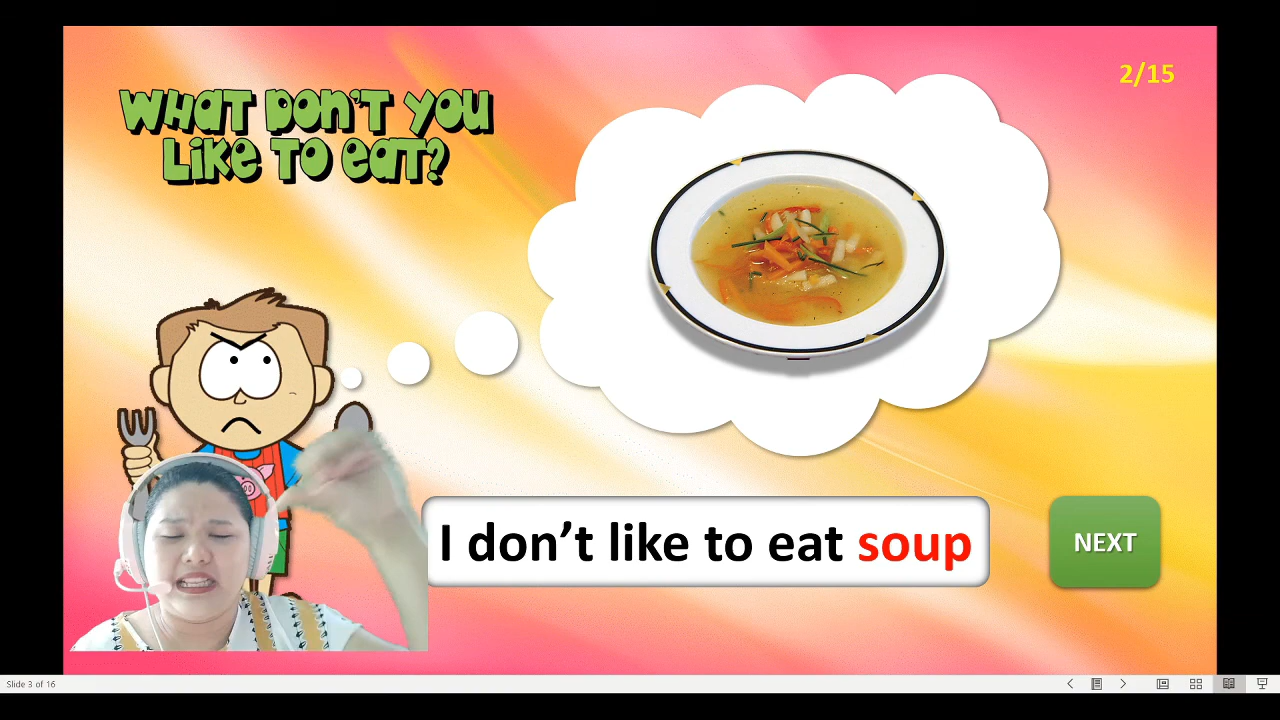 What Don't You
Like To Eat?
2/15
I don't like to eat soup
NEXT
Slide 3 of 16